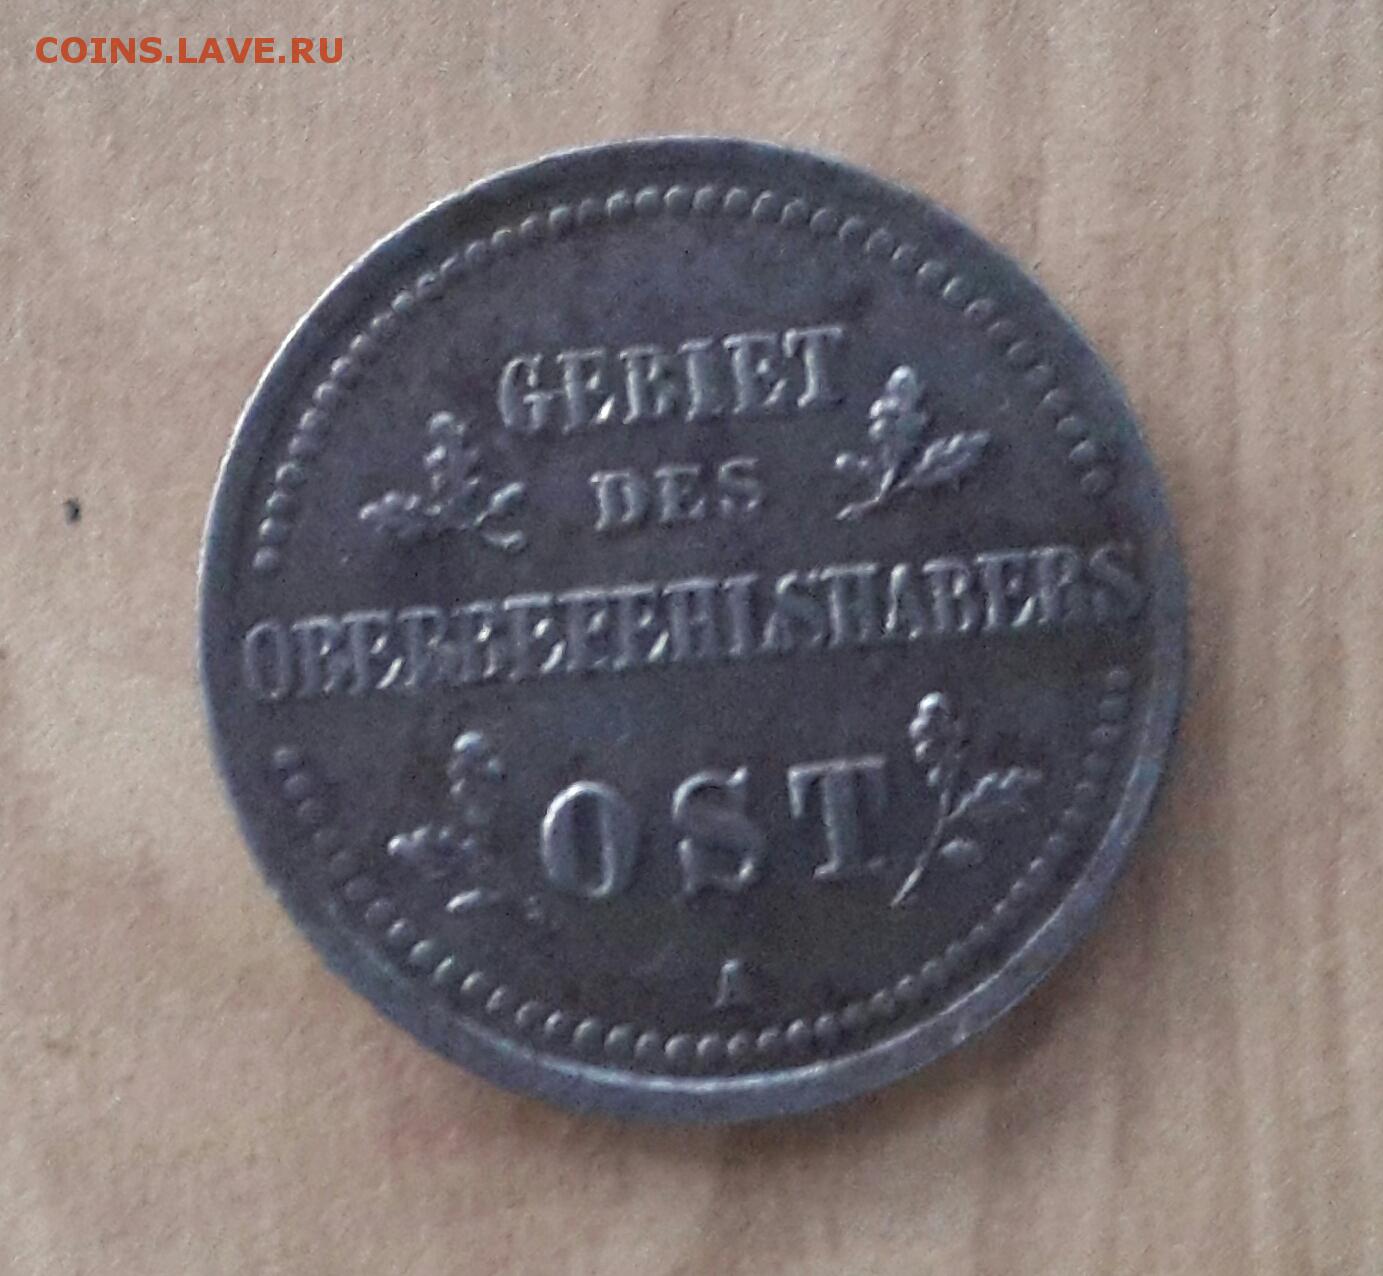 COINS.LAVE.RU
GEBIET
DES
OBERBEFEHLSHABERS
OST
A